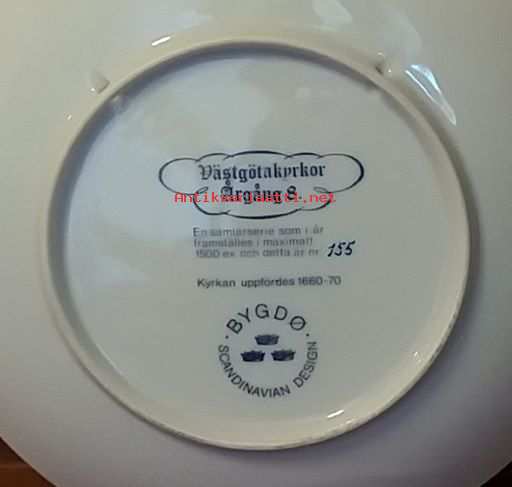 Västgötakyrkor
Årgång 8
Antikvariaatti.net
En samlarserie som i år
framställes i maximalt
1500 ex och detta är nr 155
Kyrkan uppfördes 1660-70
· BYGDØ ·
SCANDINAVIAN DESIGN